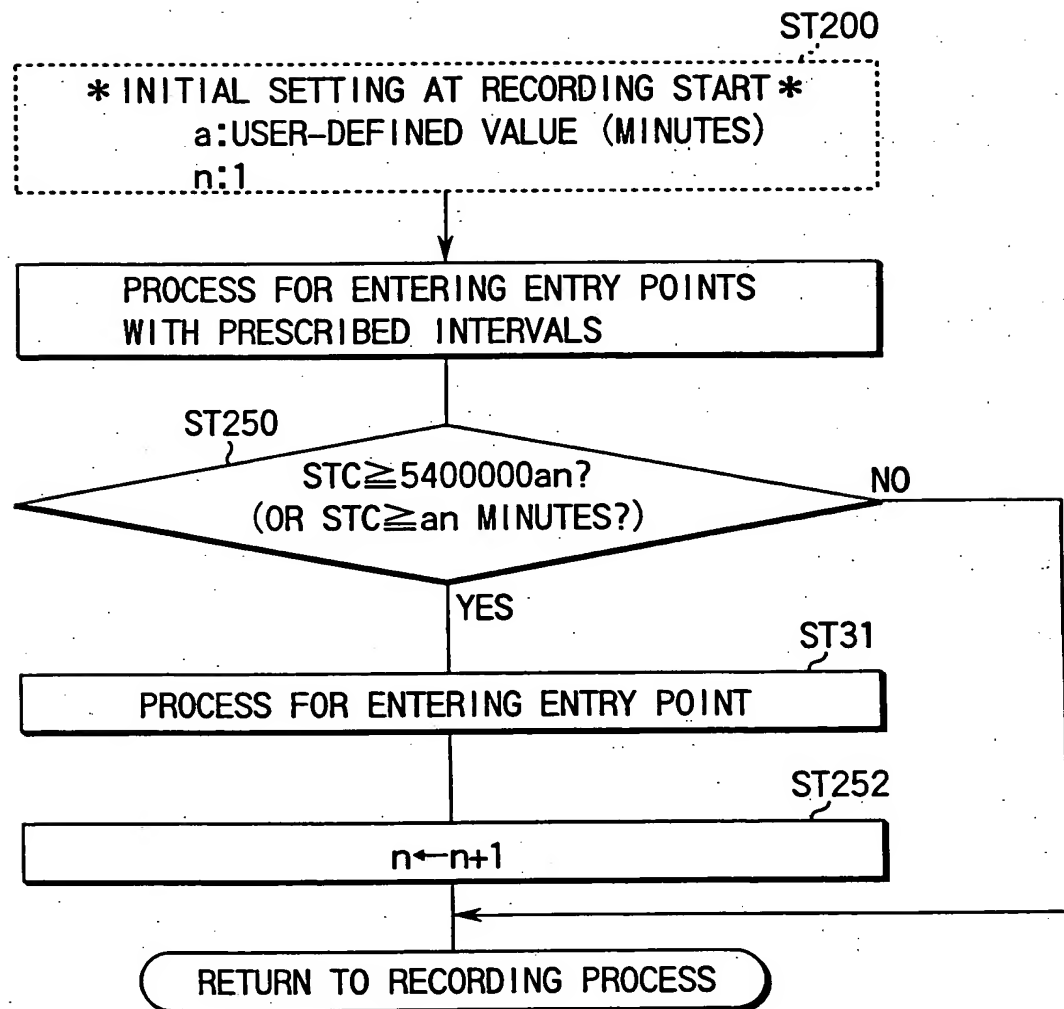 ST200
*INITIAL SETTING AT RECORDING START*
a:USER-DEFINED VALUE (MINUTES)
n:1
PROCESS FOR ENTERING ENTRY POINTS
WITH PRESCRIBED INTERVALS
ST250
STC≧5400000an?
(OR STC≧an MINUTES?)
NO
YES
ST31
PROCESS FOR ENTERING ENTRY POINT
ST252
n←n+1
RETURN TO RECORDING PROCESS